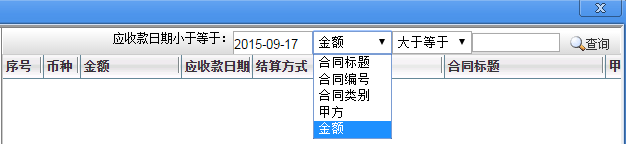 应收款日期小于等于： 2015-09-17 金额 大于等于 查询
序号 币种 金额 应收款日期 结算方式 合同标题 甲
合同标题
合同编号
合同类别
甲方
金额